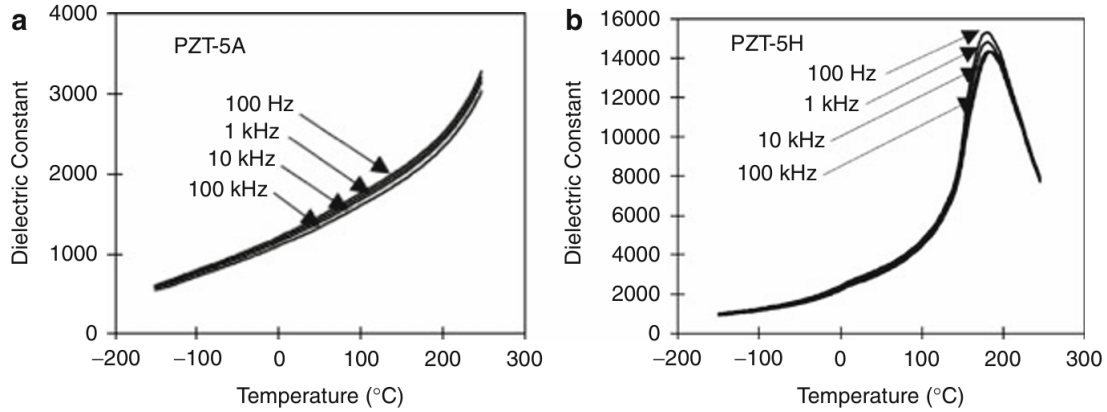 a
PZT-5A
4000
3000
2000
1000
0
Dielectric Constant
100 Hz
1 kHz
10 kHz
100 kHz
−200 −100 0 100 200 300
Temperature (°C)
b
PZT-5H
16000
14000
12000
10000
8000
6000
4000
2000
0
Dielectric Constant
100 Hz
1 kHz
10 kHz
100 kHz
−200 −100 0 100 200 300
Temperature (°C)